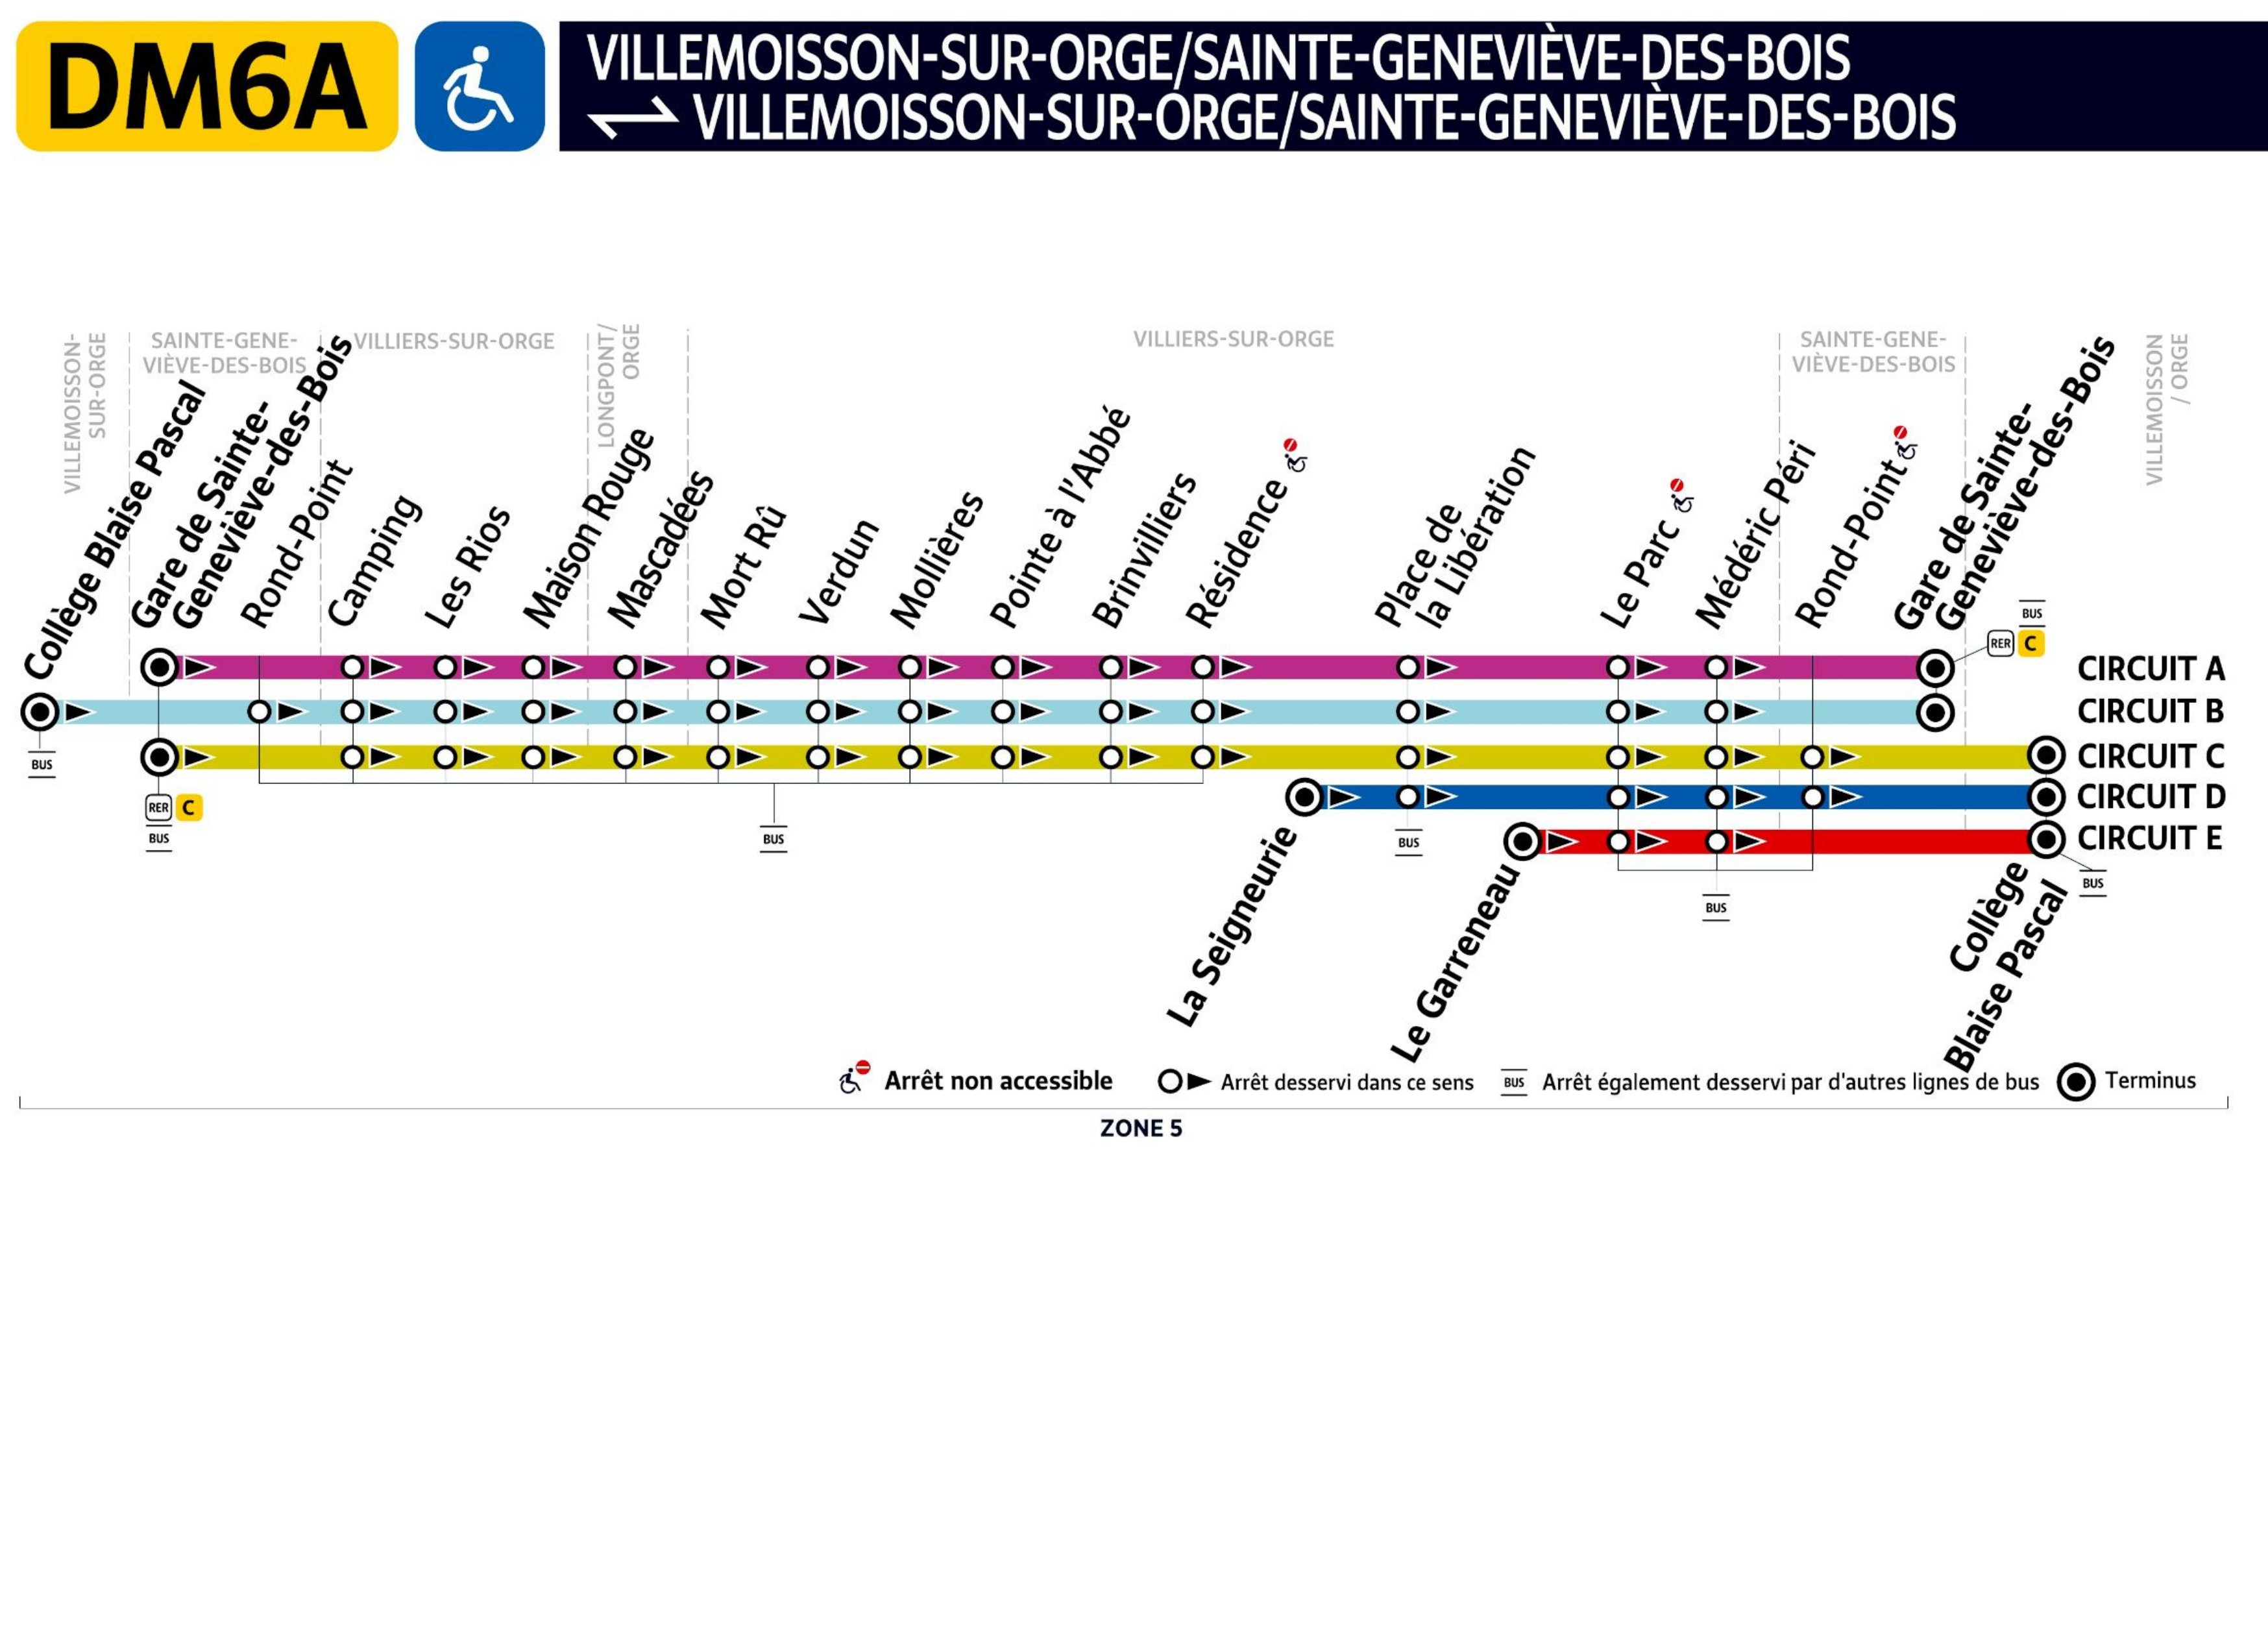 DM6A
VILLEMOISSON-SUR-ORGE/SAINTE-GENEVIÈVE-DES-BOIS
VILLEMOISSON-SUR-ORGE/SAINTE-GENEVIÈVE-DES-BOIS
VILLEMOISSON-
SUR-ORGE
SAINTE-GENE-
VIÈVE-DES-BOIS
VILLIERS-SUR-ORGE
LONGPONT/
ORGE
VILLIERS-SUR-ORGE
SAINTE-GENE-
VIÈVE-DES-BOIS
VILLEMOISSON
/ ORGE
Collège Blaise Pascal
Gare de Sainte-
Geneviève-des-Bois
Rond-Point
Camping
Les Rios
Maison Rouge
Mascadées
Mort Rû
Verdun
Mollières
Pointe à l'Abbé
Brinvilliers
Résidence
Place de
la Libération
Le Parc
Médéric Péri
Rond-Point
Gare de Sainte-
Geneviève-des-Bois
BUS
RER C
CIRCUIT A
CIRCUIT B
CIRCUIT C
CIRCUIT D
CIRCUIT E
BUS
RER C
BUS
BUS
BUS
BUS
BUS
La Seigneurie
Le Garreneau
Collège
Blaise Pascal
Arrêt non accessible
Arrêt desservi dans ce sens
BUS Arrêt également desservi par d'autres lignes de bus
Terminus
ZONE 5